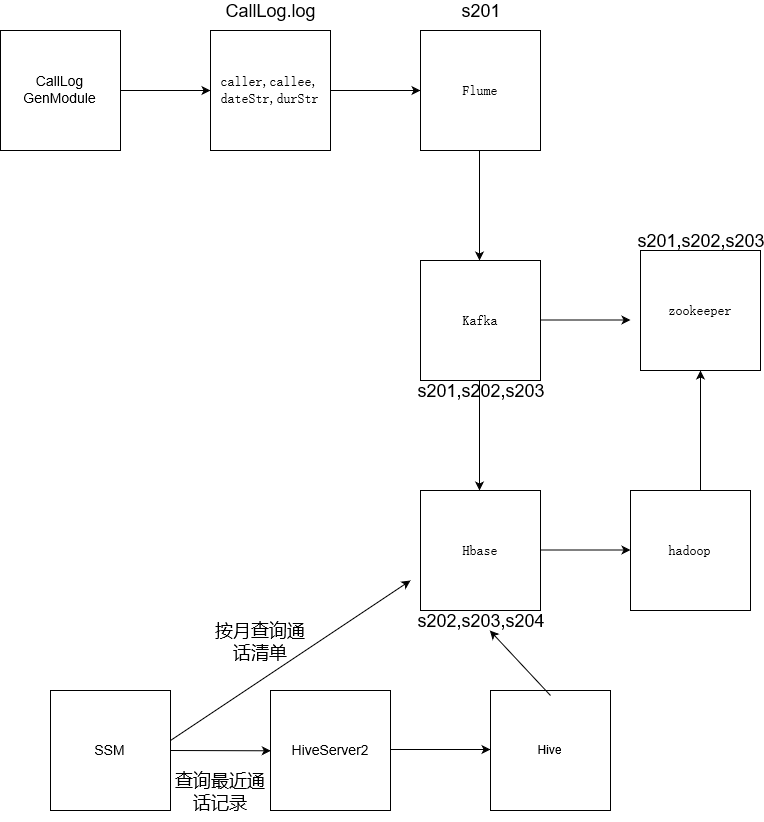 CallLog.log
s201
CallLog
GenModule
caller,callee,
dateStr,durStr
Flume
s201,s202,s203
Kafka
zookeeper
s201,s202,s203
Hbase
hadoop
s202,s203,s204
按月查询通
话清单
SSM
HiveServer2
Hive
查询最近通
话记录